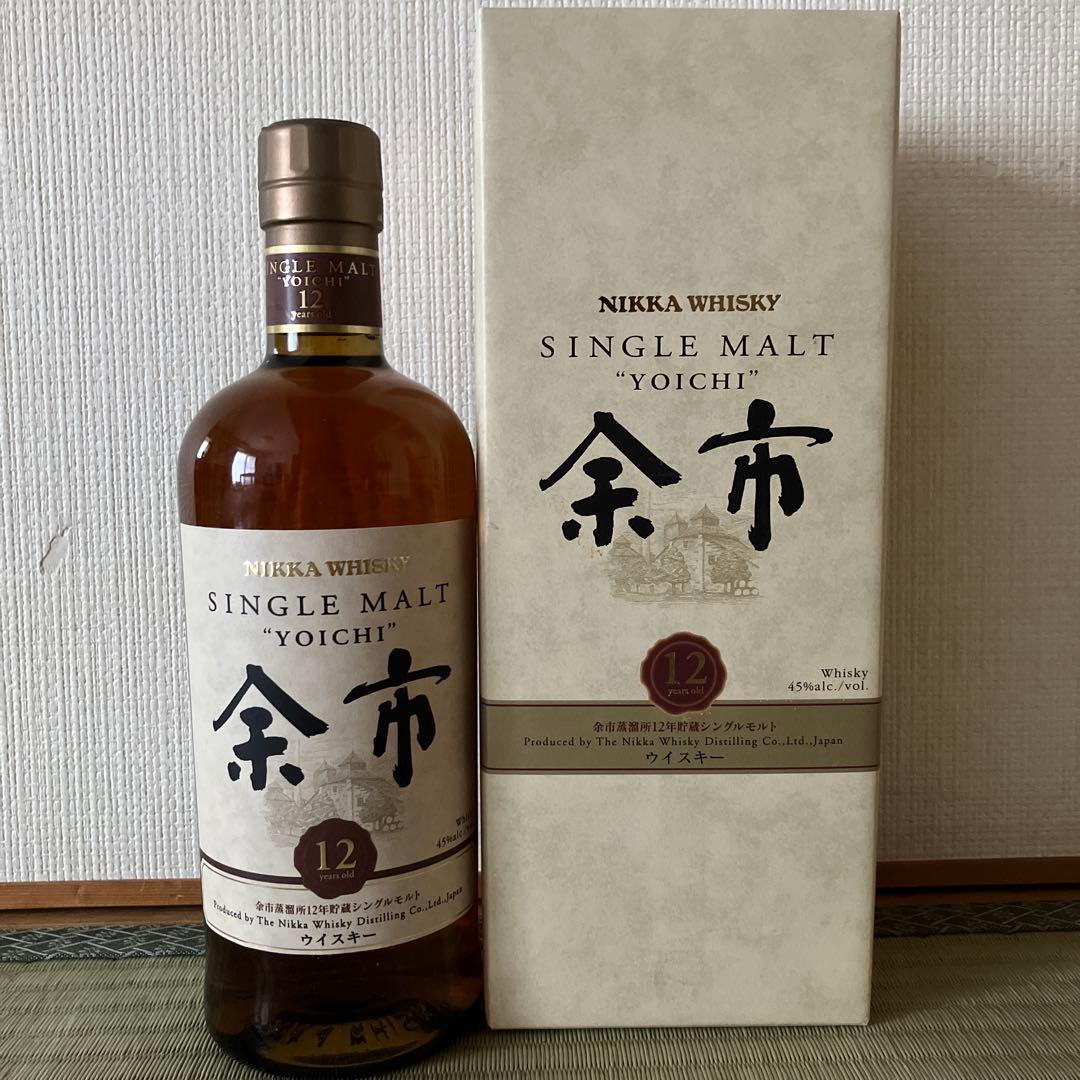 SINGLE MALT
"YOICHI"
12
years old
NIKKA WHISKY
SINGLE MALT
"YOICHI"
余市
Whisky
45%alc./vol.
12
years old
余市蒸溜所12年貯蔵シングルモルト
Produced by The Nikka Whisky Distilling Co.,Ltd.,Japan
ウイスキー
NIKKA WHISKY
SINGLE MALT
"YOICHI"
余市
12
years old
Whisky
45%alc./vol.
余市蒸溜所12年貯蔵シングルモルト
Produced by The Nikka Whisky Distilling Co.,Ltd.,Japan
ウイスキー